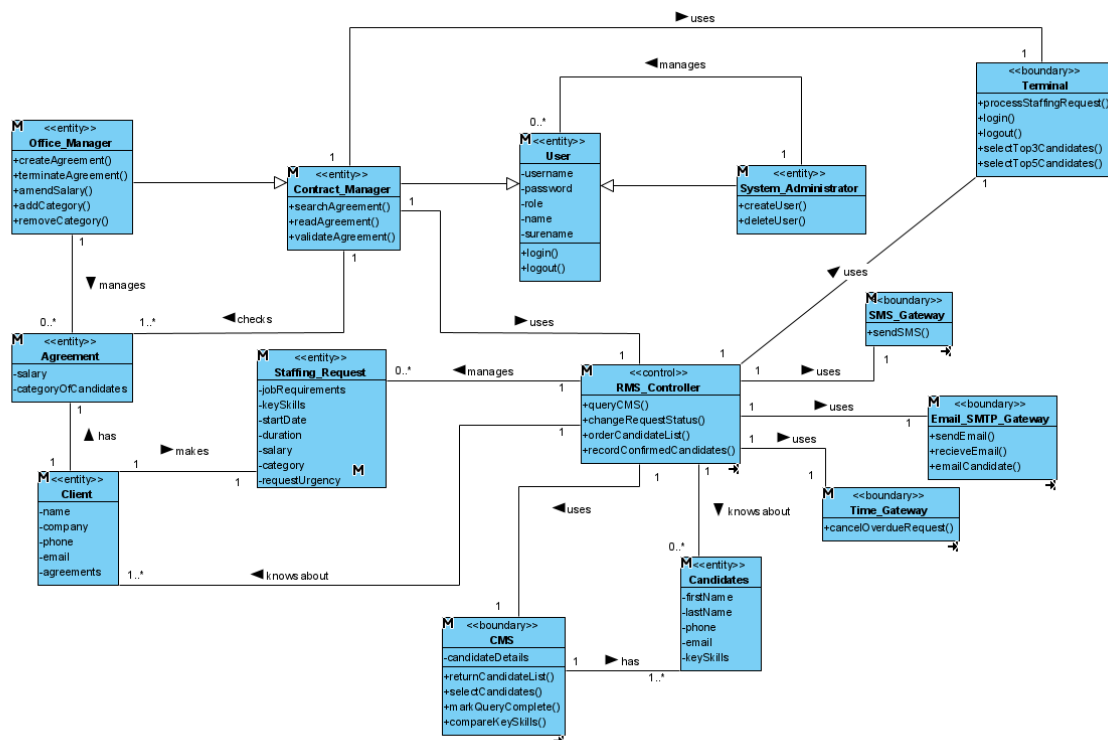 uses
1
1
<<boundary>>
Terminal
+processStaffingRequest()
+login()
+logout()
+selectTop3Candidates()
+selectTop5Candidates()
1
manages
0..*
1
M
<<entity>>
Office_Manager
+createAgreement()
+terminateAgreement()
+amendSalary()
+addCategory()
+removeCategory()
1
1
M
<<entity>>
Contract_Manager
+searchAgreement()
+readAgreement()
+validateAgreement()
1
1
M
<<entity>>
User
-username
-password
-role
-name
-surename
+login()
+logout()
M
<<entity>>
System_Administrator
+createUser()
+deleteUser()
manages
checks
uses
uses
0..*
1..*
M
<<entity>>
Agreement
-salary
-categoryOfCandidates
1
has
1
M
<<entity>>
Staffing_Request
-jobRequirements
-keySkills
-startDate
-duration
-salary
-category
-requestUrgency
M
0..*
manages
1
makes
1
1
M
<<entity>>
Client
-name
-company
-phone
-email
-agreements
1..*
knows about
1
1
1
M
<<control>>
RMS_Controller
+queryCMS()
+changeRequestStatus()
+orderCandidateList()
+recordConfirmedCandidates()
1
uses
1
M
<<boundary>>
SMS_Gateway
+sendSMS()
1
uses
1
M
<<boundary>>
Email_SMTP_Gateway
+sendEmail()
+recieveEmail()
+emailCandidate()
1
uses
1
M
<<boundary>>
Time_Gateway
+cancelOverdueRequest()
1
uses
1
1
knows about
0..*
M
<<entity>>
Candidates
-firstName
-lastName
-phone
-email
-keySkills
M
<<boundary>>
CMS
-candidateDetails
+returnCandidateList()
+selectCandidates()
+markQueryComplete()
+compareKeySkills()
1
has
1..*